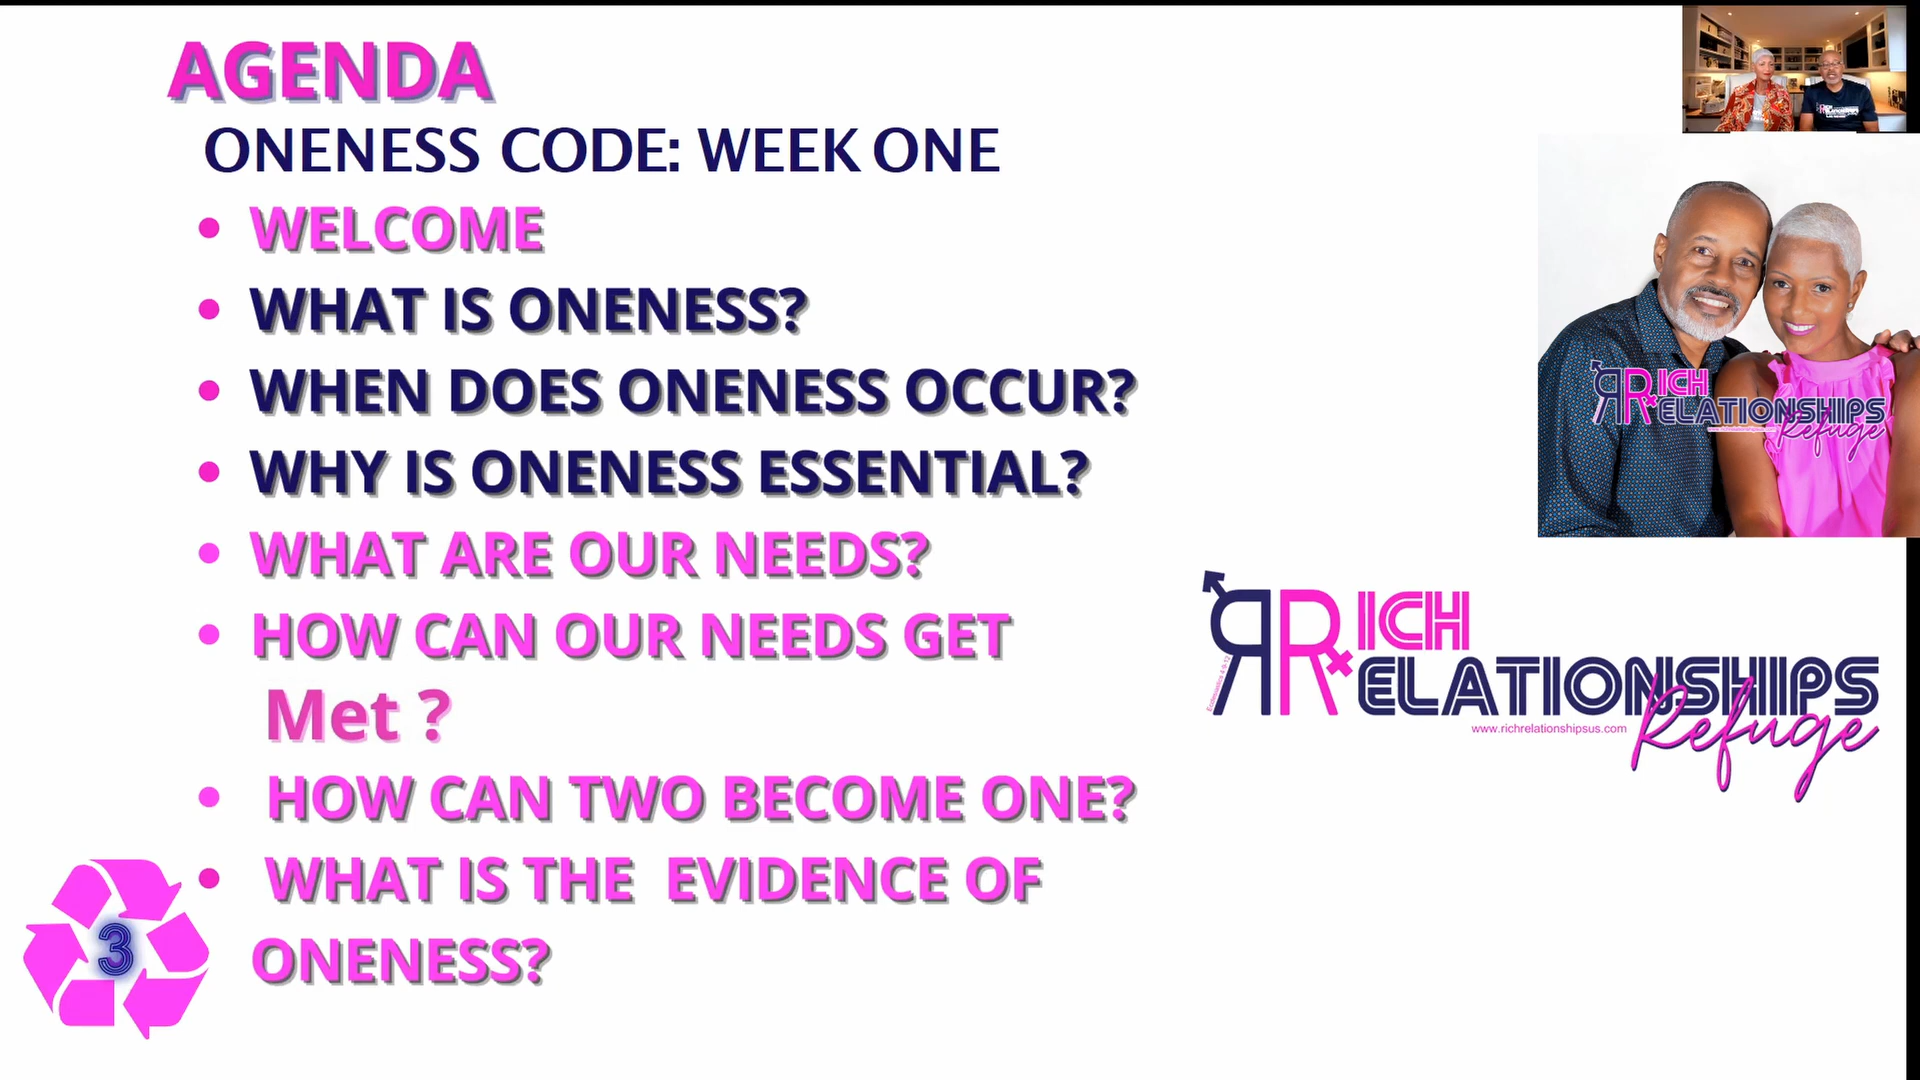 AGENDA
ONENESS CODE: WEEK ONE
• WELCOME
• WHAT IS ONENESS?
• WHEN DOES ONENESS OCCUR?
• WHY IS ONENESS ESSENTIAL?
• WHAT ARE OUR NEEDS?
• HOW CAN OUR NEEDS GET
Met ?
• HOW CAN TWO BECOME ONE?
• WHAT IS THE EVIDENCE OF
ONENESS?
3
RICH
RELATIONSHIPS
Refuge
RRICH
RELATIONSHIPS
www.richrelationshipsus.com
Refuge